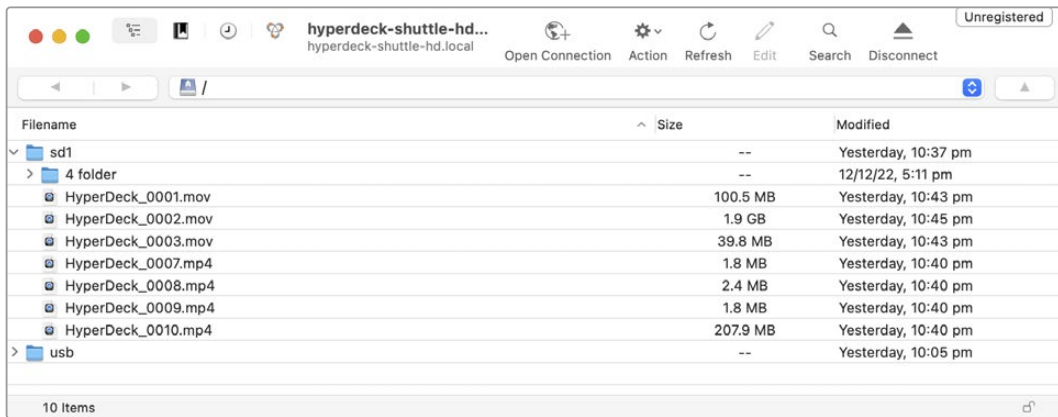 Unregistered
hyperdeck-shuttle-hd...
hyperdeck-shuttle-hd.local
Open Connection Action Refresh Edit Search Disconnect
/
Filename Size Modified
sd1 -- Yesterday, 10:37 pm
4 folder -- 12/12/22, 5:11 pm
HyperDeck_0001.mov 100.5 MB Yesterday, 10:43 pm
HyperDeck_0002.mov 1.9 GB Yesterday, 10:45 pm
HyperDeck_0003.mov 39.8 MB Yesterday, 10:43 pm
HyperDeck_0007.mp4 1.8 MB Yesterday, 10:40 pm
HyperDeck_0008.mp4 2.4 MB Yesterday, 10:40 pm
HyperDeck_0009.mp4 1.8 MB Yesterday, 10:40 pm
HyperDeck_0010.mp4 207.9 MB Yesterday, 10:40 pm
usb -- Yesterday, 10:05 pm
10 Items